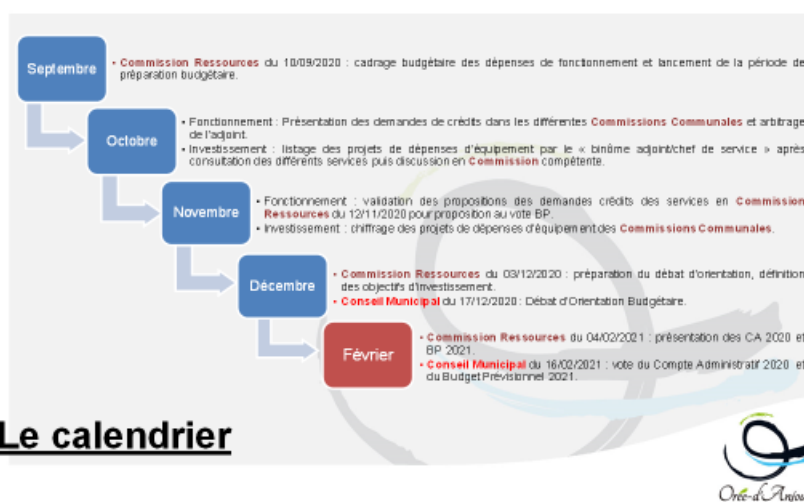 Septembre
• Commission Ressources du 10/09/2020 : cadrage budgétaire des dépenses de fonctionnement et lancement de la période de
préparation budgétaire.
Octobre
• Fonctionnement : Présentation des demandes de crédits dans les différentes Commissions Communales et arbitrage
de l'adjoint.
• Investissement : listage des projets de dépenses d'équipement par le « binôme adjoint/chef de service » après
consultation des différents services puis discussion en Commission compétente.
Novembre
• Fonctionnement : validation des propositions des demandes crédits des services en Commission
Ressources du 12/11/2020 pour proposition au vote BP.
• Investissement : chiffrage des projets de dépenses d'équipement des Commissions Communales.
Décembre
• Commission Ressources du 03/12/2020 : préparation du débat d'orientation, définition
des objectifs d'investissement.
• Conseil Municipal du 17/12/2020 : Débat d'Orientation Budgétaire.
Février
• Commission Ressources du 04/02/2021 : présentation des CA 2020 et
BP 2021.
• Conseil Municipal du 16/02/2021 : vote du Compte Administratif 2020 et
du Budget Prévisionnel 2021.
Le calendrier
Orée-d'Anjou